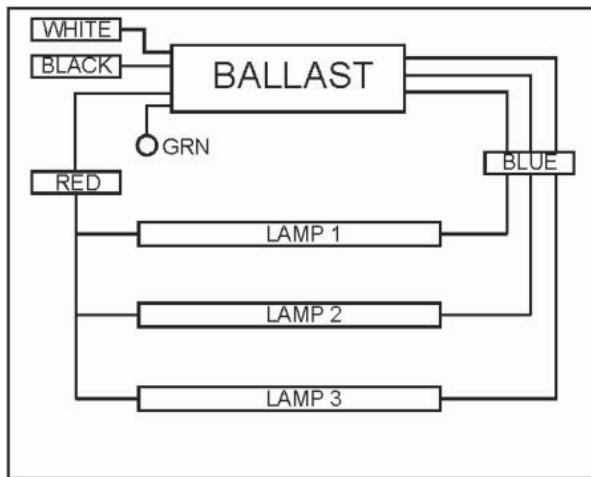 WHITE
BALLAST
BLACK
GRN
BLUE
RED
LAMP 1
LAMP 2
LAMP 3